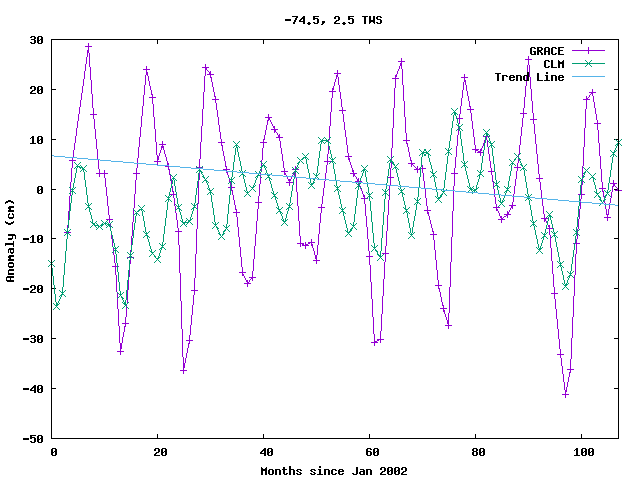 -74.5, 2.5 TWS
GRACE
CLM
Trend Line
30
20
10
0
-10
-20
-30
-40
-50
Anomaly (cm)
0 20 40 60 80 100
Months since Jan 2002